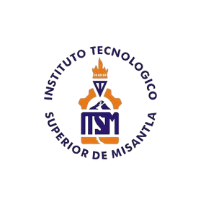 INSTITUTO TECNOLOGICO
ITSM
SUPERIOR DE MISANTLA